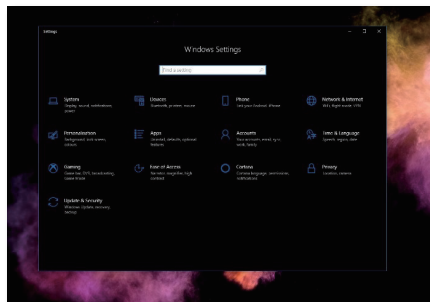 Settings
Windows Settings
Find a setting
System
Display, sound, notifications,
power
Devices
Bluetooth, printers, mouse
Phone
Link your Android, iPhone
Network & Internet
Wi-Fi, flight mode, VPN
Personalisation
Background, lock screen,
colours
Apps
Uninstall, defaults, optional
features
Accounts
Your accounts, email, sync,
work, family
Time & Language
Speech, region, date
Gaming
Game bar, DVR, broadcasting,
Game Mode
Ease of Access
Narrator, magnifier, high
contrast
Cortana
Cortana language, permissions,
notifications
Privacy
Location, camera
Update & Security
Windows Update, recovery,
backup